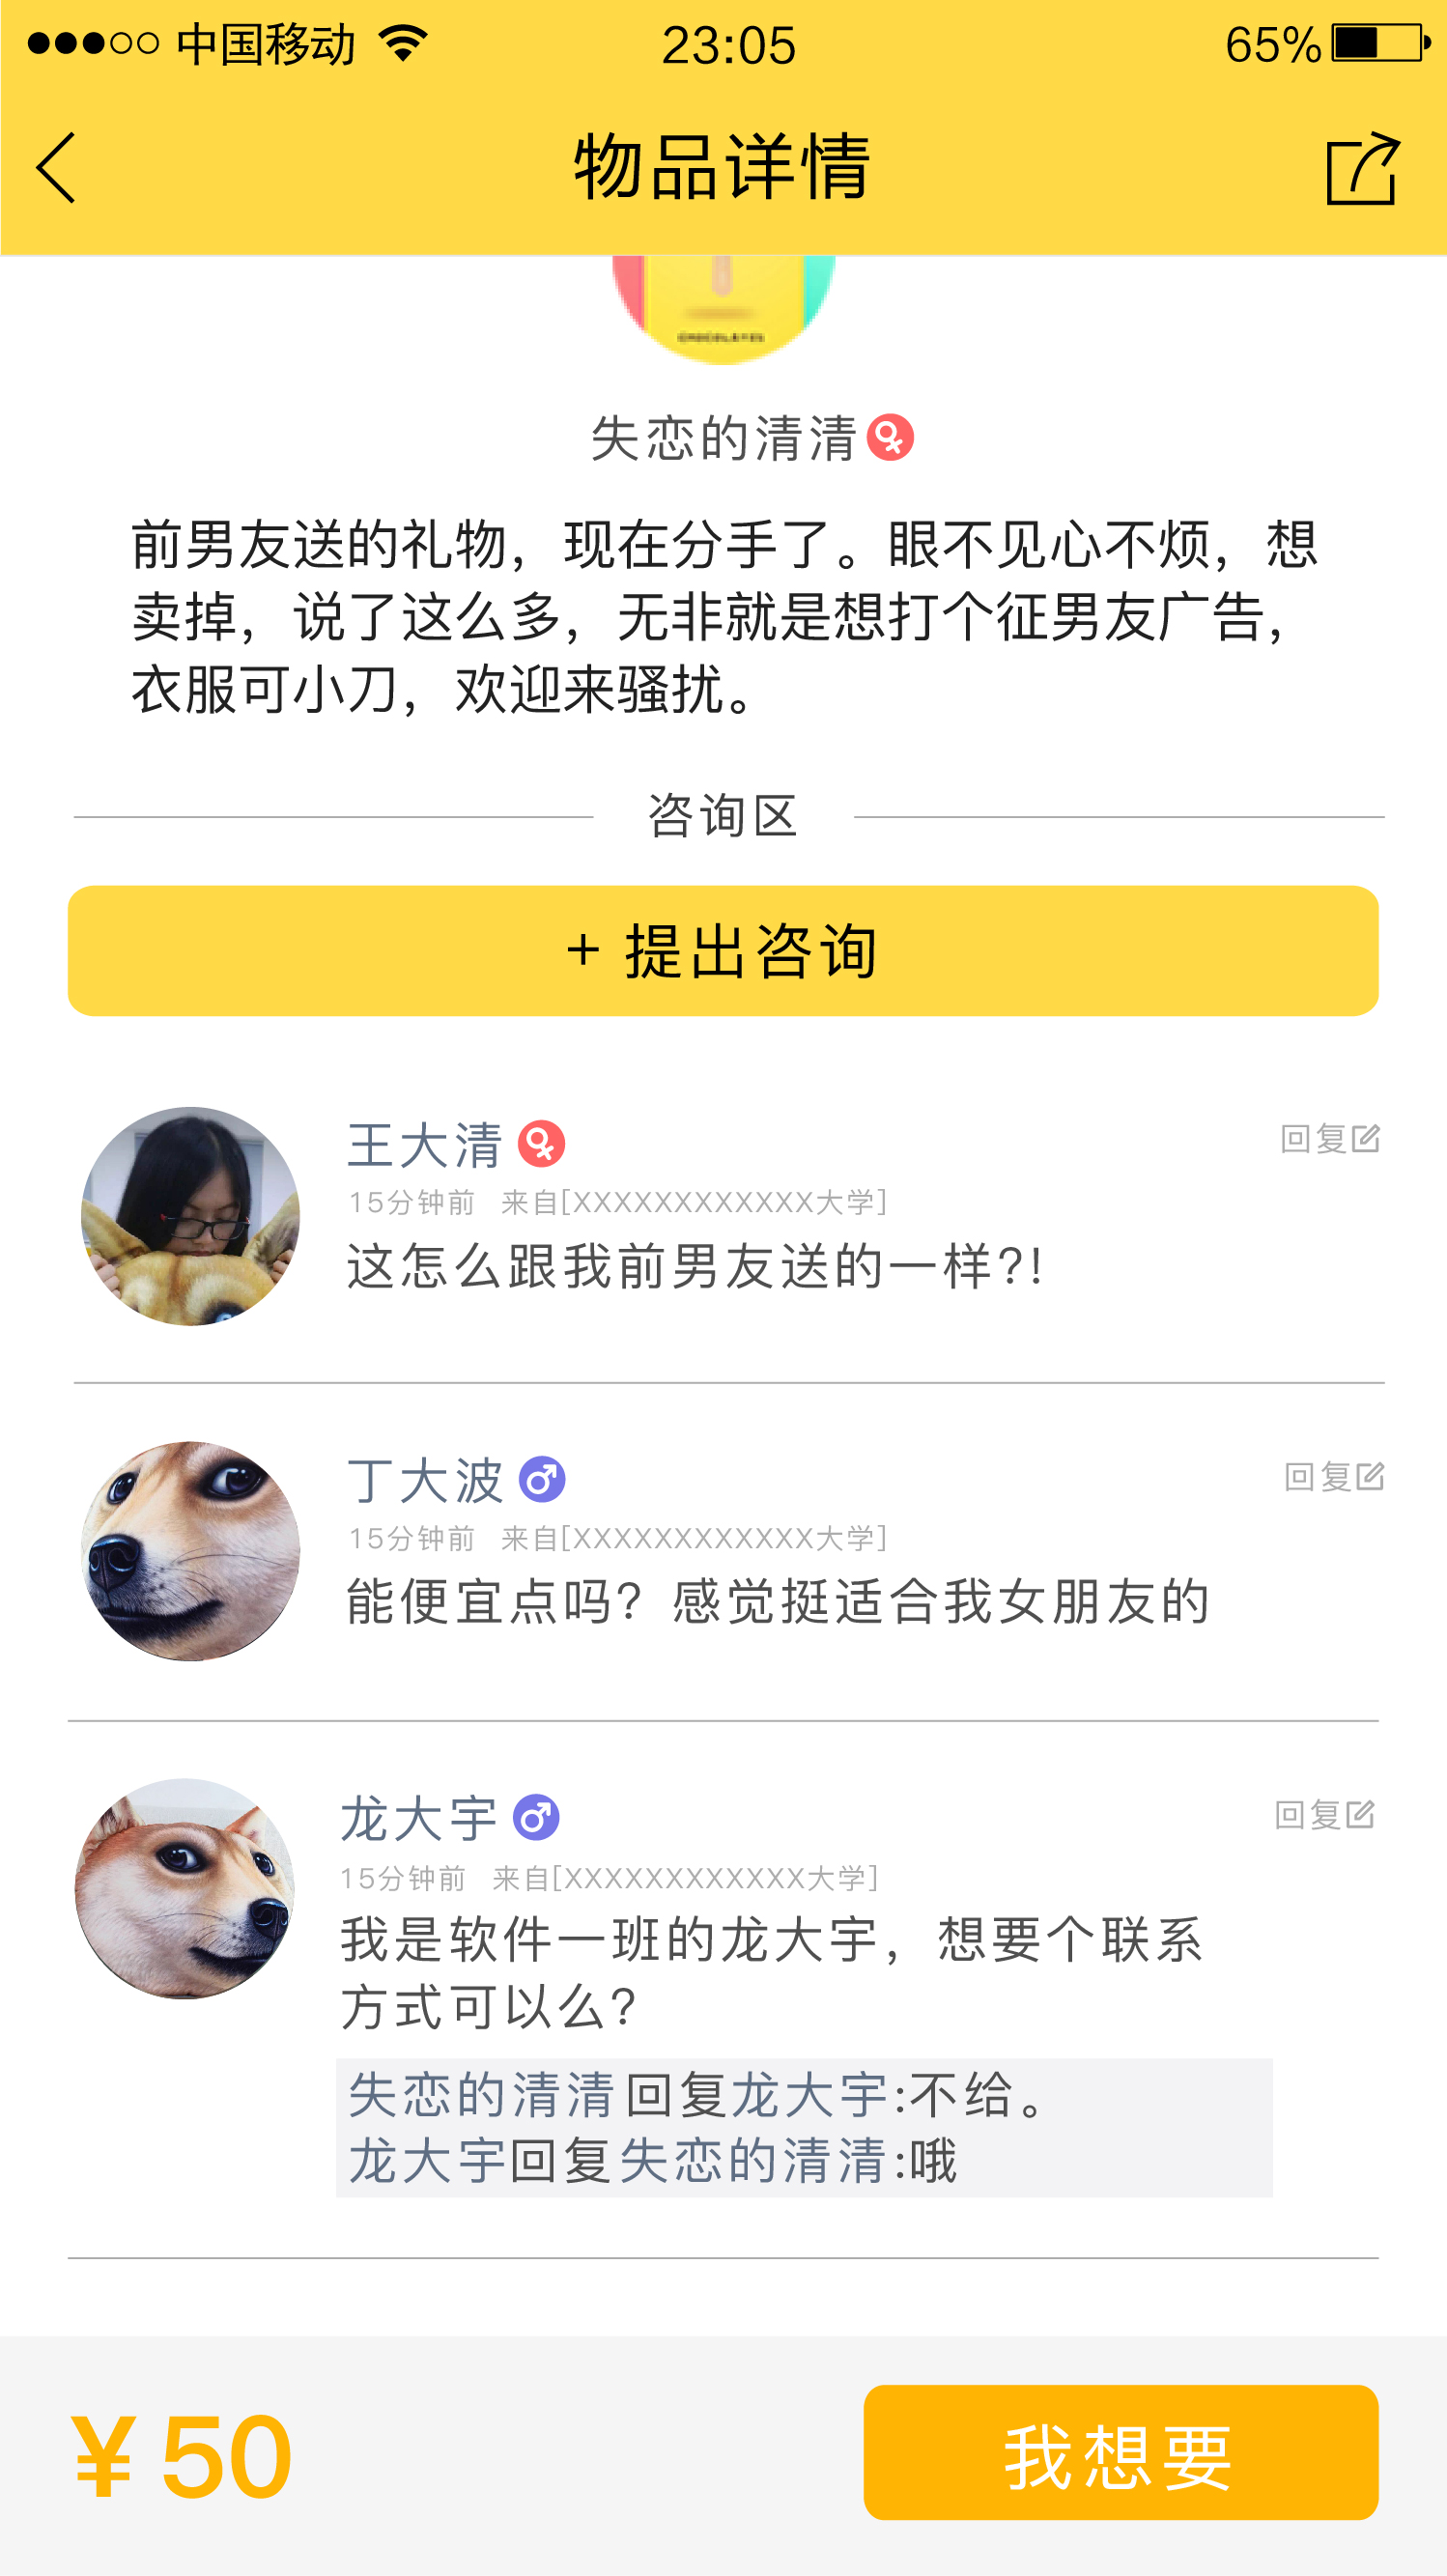 中国移动 23:05 65%
物品详情
CHOCOLATES
失恋的清清
前男友送的礼物，现在分手了。眼不见心不烦，想
卖掉，说了这么多，无非就是想打个征男友广告，
衣服可小刀，欢迎来骚扰。
咨询区
+ 提出咨询
王大清 回复
15分钟前 来自[XXXXXXXXXXXX大学]
这怎么跟我前男友送的一样?!
丁大波 回复
15分钟前 来自[XXXXXXXXXXXX大学]
能便宜点吗？感觉挺适合我女朋友的
龙大宇 回复
15分钟前 来自[XXXXXXXXXXXX大学]
我是软件一班的龙大宇，想要个联系
方式可以么？
失恋的清清回复龙大宇:不给。
龙大宇回复失恋的清清:哦
¥50 我想要